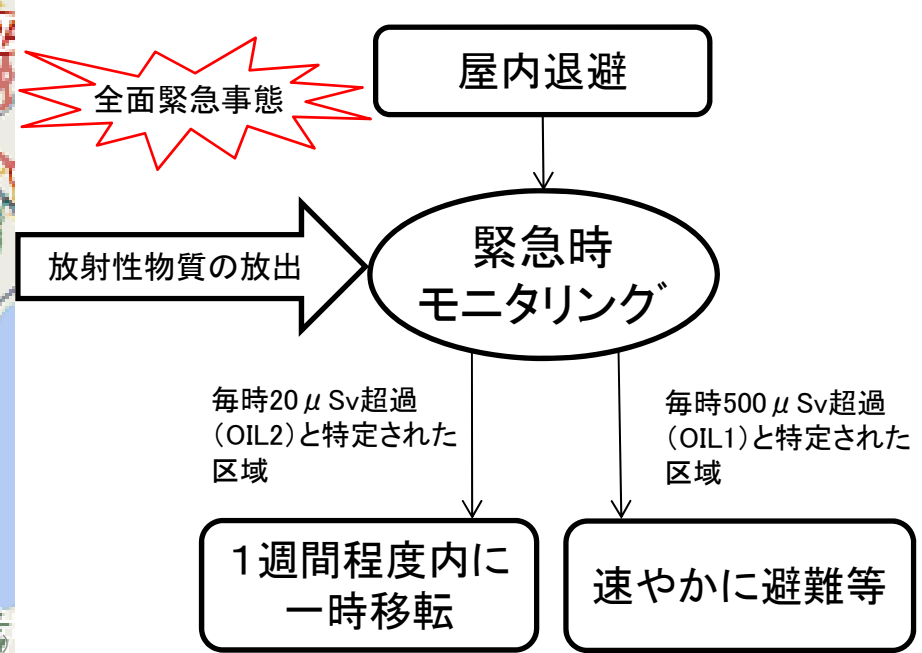 全面緊急事態
屋内退避
放射性物質の放出
緊急時
モニタリング
毎時20μSv超過
(OIL2)と特定された
区域
毎時500μSv超過
(OIL1)と特定された
区域
1週間程度内に
一時移転
速やかに避難等